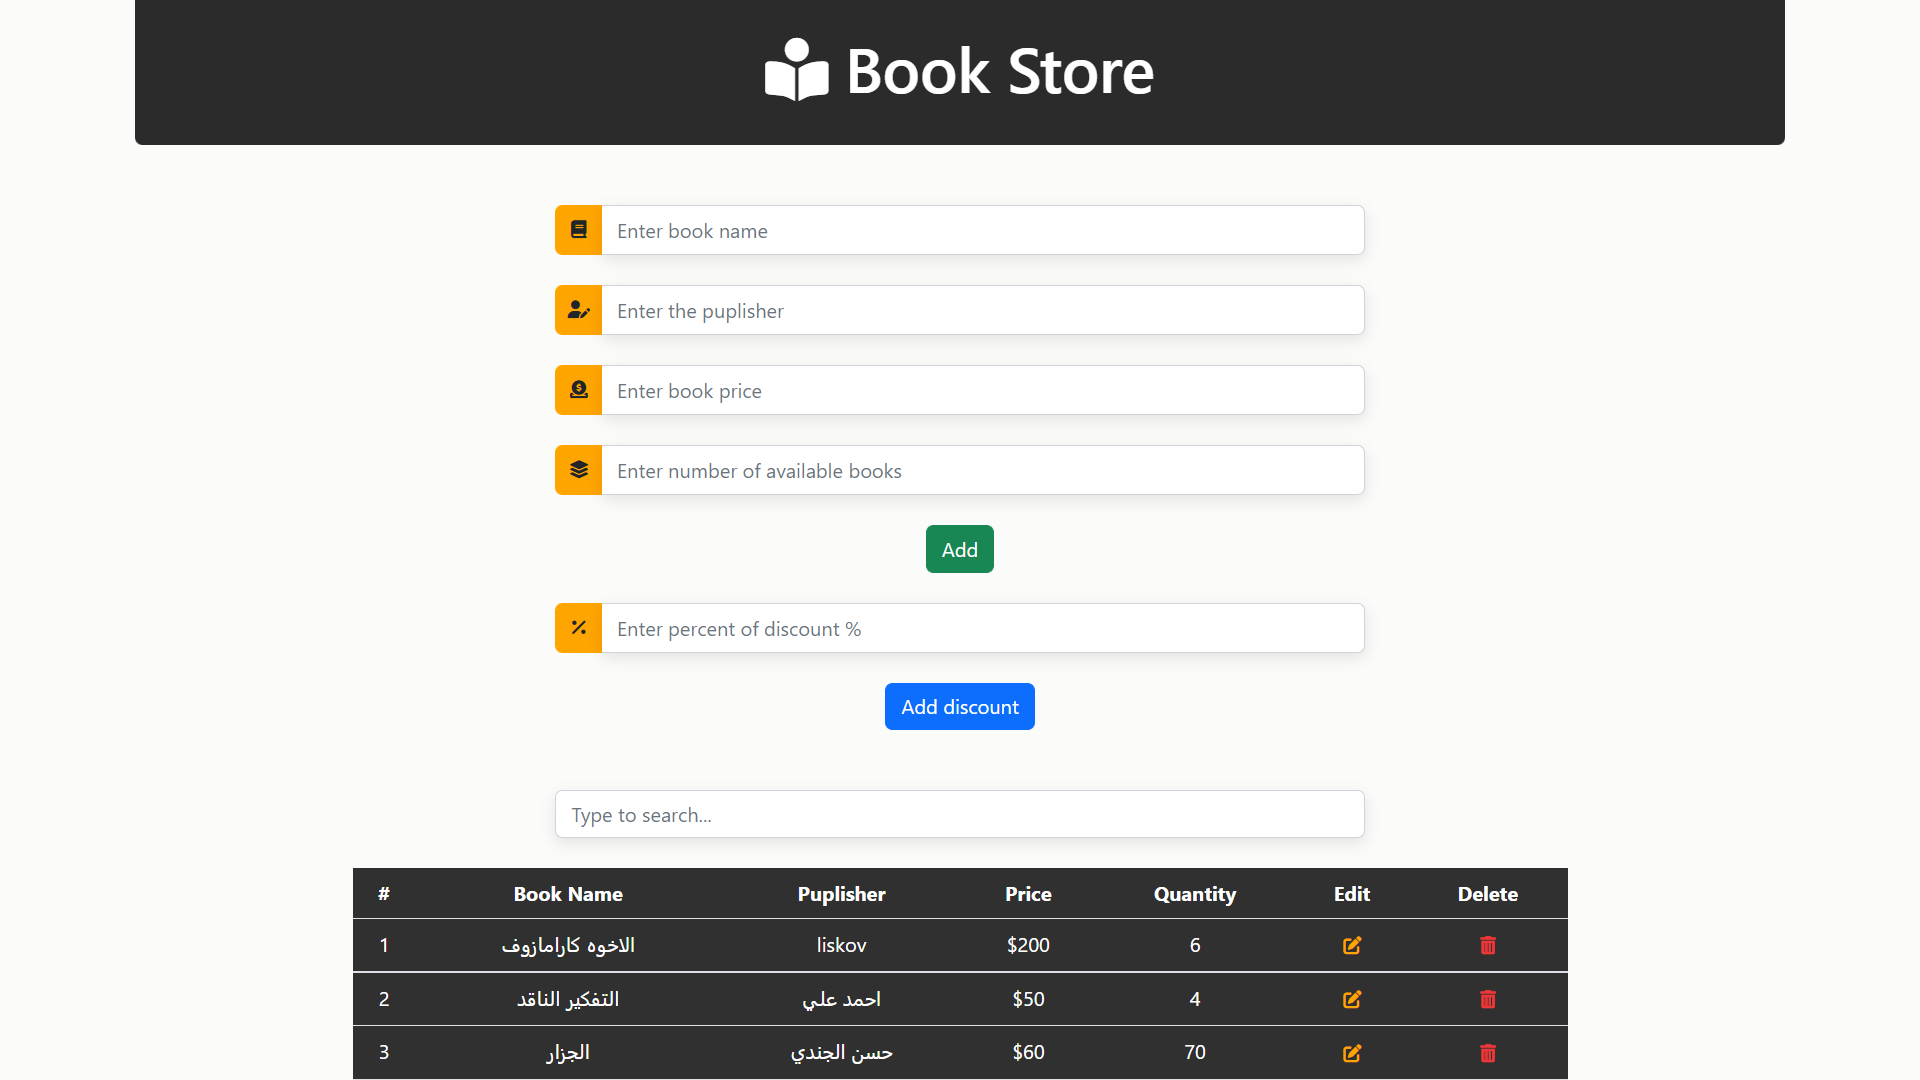 Book Store
Enter book name
Enter the puplisher
Enter book price
Enter number of available books
Add
Enter percent of discount %
Add discount
Type to search...
# Book Name Puplisher Price Quantity Edit Delete
1 الاخوه كارامازوف liskov $200 6
2 التفكير الناقد احمد علي $50 4
3 الجزار حسن الجندي $60 70